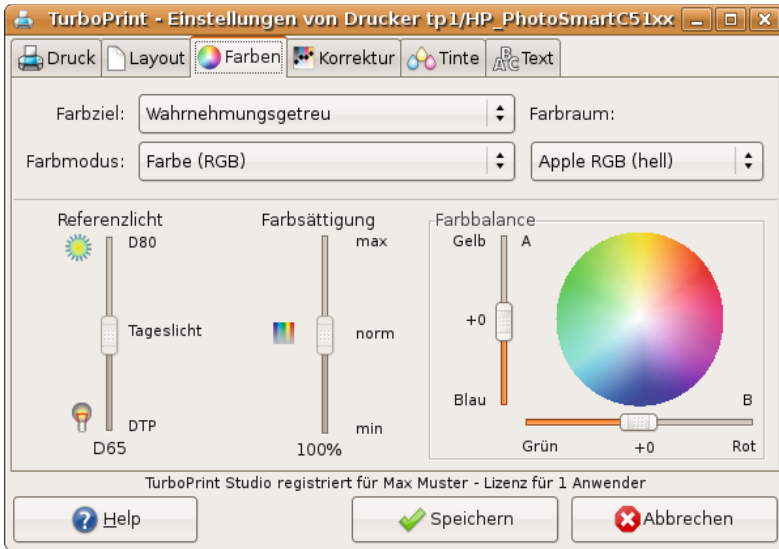 TurboPrint - Einstellungen von Drucker tp1/HP_PhotoSmartC51xx
Druck Layout Farben Korrektur Tinte Text
Farbziel: Wahrnehmungsgetreu Farbraum:
Farbmodus: Farbe (RGB) Apple RGB (hell)
Referenzlicht Farbsättigung Farbbalance
D80 max Gelb A
Tageslicht norm +0
Blau B
DTP min
D65 100% Grün +0 Rot
TurboPrint Studio registriert für Max Muster - Lizenz für 1 Anwender
Help Speichern Abbrechen